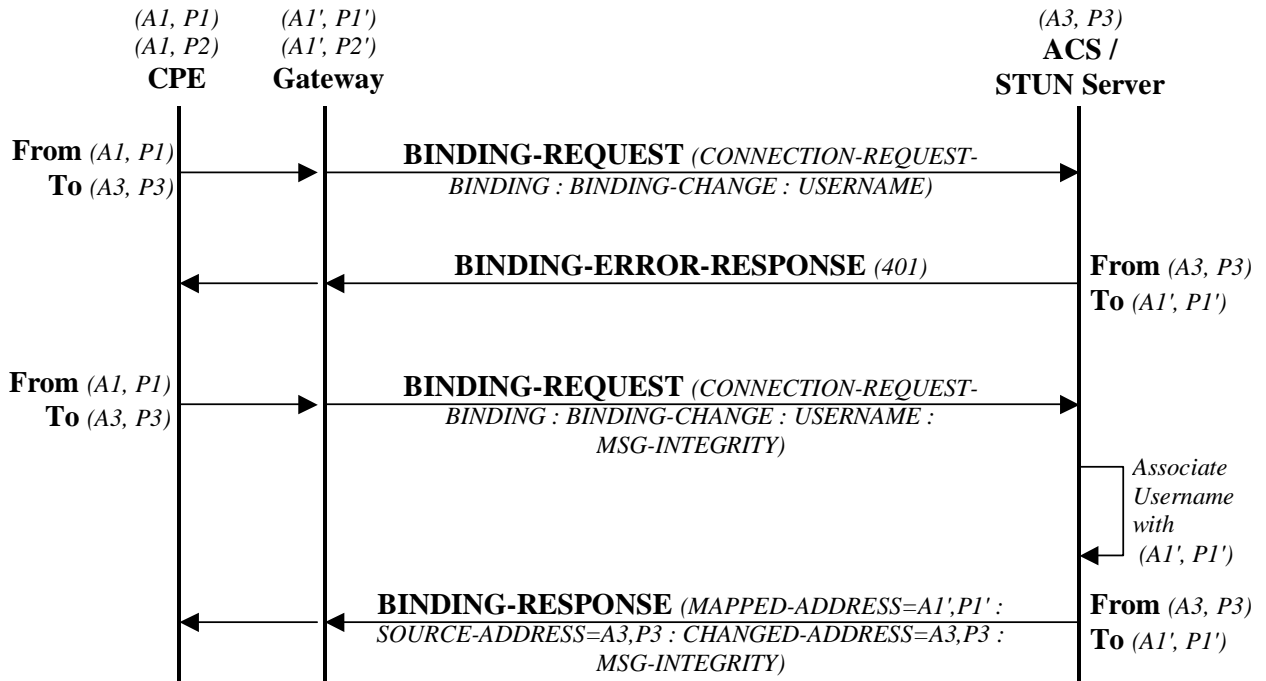 (A1, P1) (A1', P1') (A3, P3)
(A1, P2) (A1', P2') ACS /
CPE Gateway STUN Server
From (A1, P1)
To (A3, P3)
BINDING-REQUEST (CONNECTION-REQUEST-
BINDING : BINDING-CHANGE : USERNAME)
BINDING-ERROR-RESPONSE (401)
From (A3, P3)
To (A1', P1')
From (A1, P1)
To (A3, P3)
BINDING-REQUEST (CONNECTION-REQUEST-
BINDING : BINDING-CHANGE : USERNAME :
MSG-INTEGRITY)
Associate
Username
with
(A1', P1')
BINDING-RESPONSE (MAPPED-ADDRESS=A1',P1' :
SOURCE-ADDRESS=A3,P3 : CHANGED-ADDRESS=A3,P3 :
MSG-INTEGRITY)
From (A3, P3)
To (A1', P1')